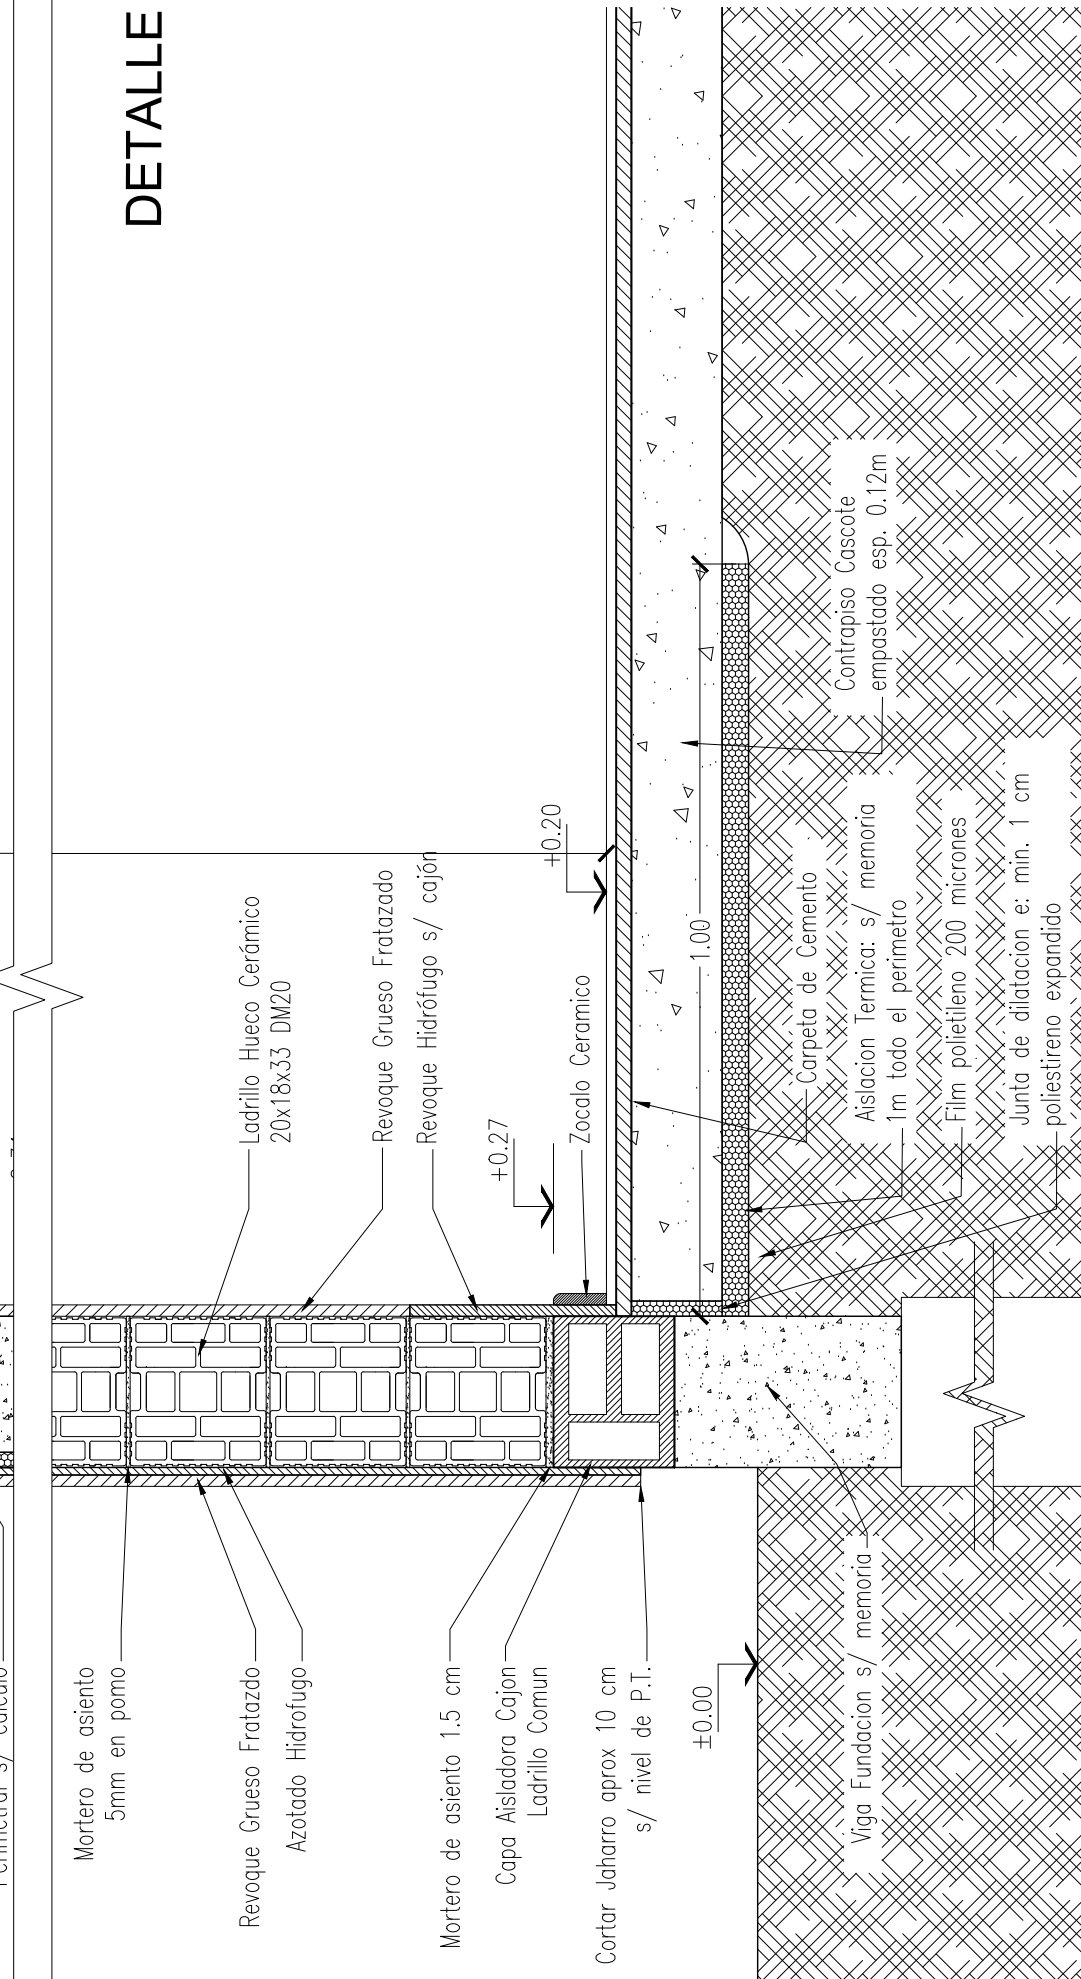 DETALLE
Mortero de asiento
5mm en pomo
Revoque Grueso Fratazdo
Azotado Hidrofugo
Mortero de asiento 1.5 cm
Capa Aisladora Cajon
Ladrillo Comun
Cortar Jaharro aprox 10 cm
s/ nivel de P.T.
±0.00
Viga Fundacion s/ memoria
Ladrillo Hueco Cerámico
20x18x33 DM20
Revoque Grueso Fratazado
Revoque Hidrófugo s/ cajón
+0.27
Zocalo Ceramico
+0.20
1.00
Carpeta de Cemento
Aislacion Termica: s/ memoria
1m todo el perimetro
Film polietileno 200 micrones
Junta de dilatacion e: min. 1 cm
poliestireno expandido
Contrapiso Cascote
empastado esp. 0.12m